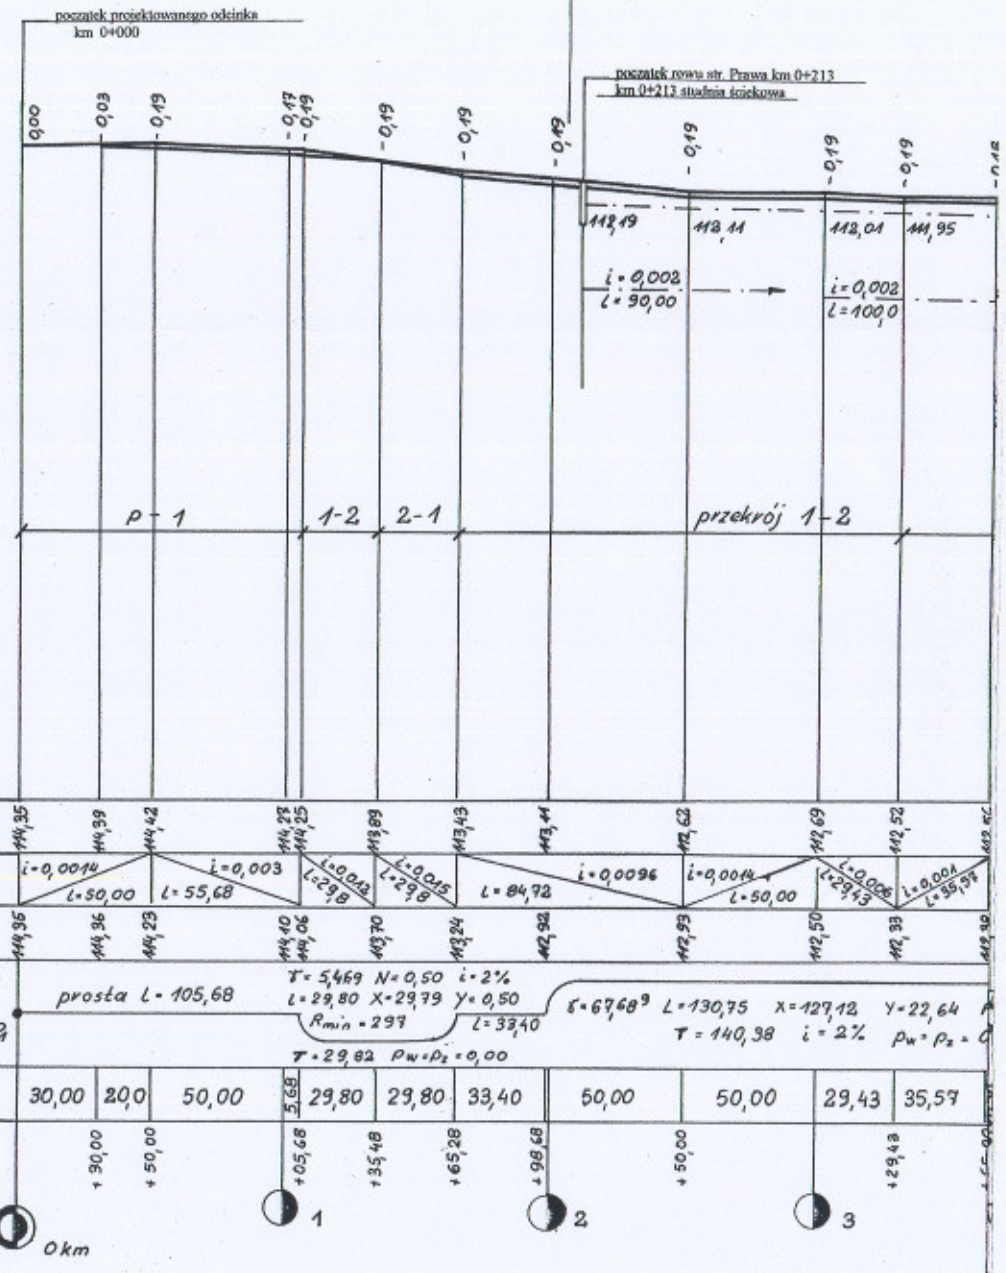 początek projektowanego odcinka
km 0+000
początek rowu str. Prawa km 0+213
km 0+213 studnia ściekowa
0,00
-0,03
-0,19
-0,17
-0,19
-0,19
-0,19
-0,19
-0,19
-0,19
-0,19
112,19
112,11
112,01
111,95
i=0,002
L=90,00
i=0,002
L=100,0
P-1
1-2
2-1
przekrój 1-2
114,35
114,39
114,42
114,27
114,25
113,89
113,43
113,11
112,62
112,69
112,52
i=0,0014
L=50,00
i=0,003
L=55,68
i=0,012
L=29,8
i=0,015
L=29,8
i=0,0096
L=84,72
i=0,0014
L=50,00
i=0,006
L=29,43
i=0,001
114,35
114,36
114,23
114,10
114,06
113,70
113,24
112,92
112,50
112,33
prosta L=105,68
T=5,469 N=0,50 i=2%
L=29,80 X=29,79 Y=0,50
Rmin=297
T=29,82 Pw=Pz=0,00
L=33,40
γ=67,68g L=130,75 X=127,12 Y=22,64
T=140,38 i=2% Pw=Pz=
30,00
20,0
50,00
5,68
29,80
29,80
33,40
50,00
50,00
29,43
35,57
+30,00
+50,00
+05,68
+35,48
+65,28
+98,68
+50,00
+29,43
0km
1
2
3